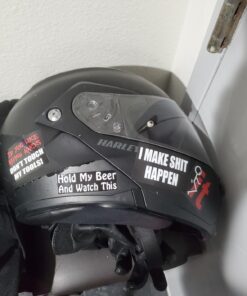 DON'T TOUCH
MY TOOLS!
Hold My Beer
And Watch This
HARLEY
I MAKE SHIT
HAPPEN